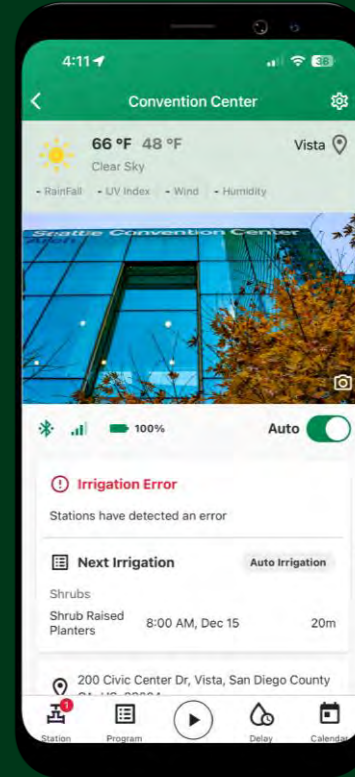 4:11
38
Convention Center
66 °F 48 °F
Vista
Clear Sky
- RainFall - UV Index - Wind - Humidity
Seattle Convention Center
Arch
100%
Auto
Irrigation Error
Stations have detected an error
Next Irrigation
Auto Irrigation
Shrubs
Shrub Raised
Planters
8:00 AM, Dec 15
20m
200 Civic Center Dr, Vista, San Diego County
1
Station
Program
Delay
Calendar